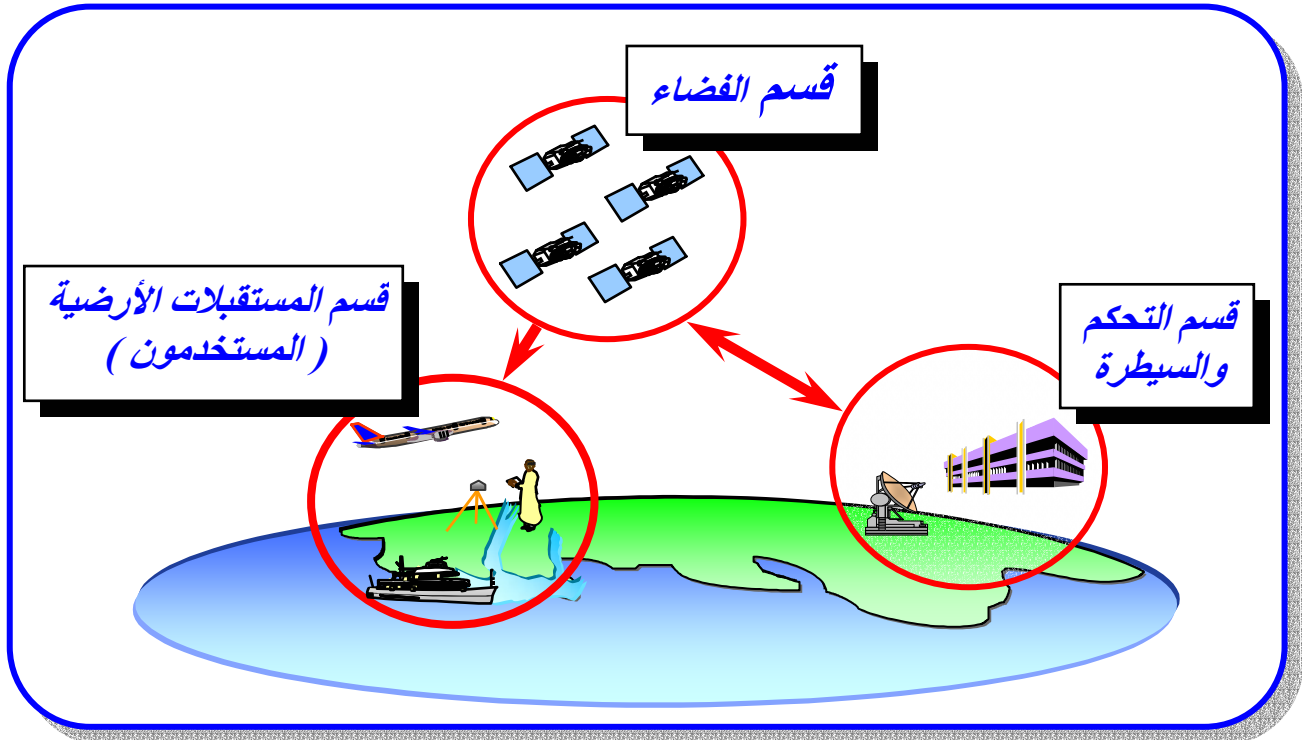 قسم الفضاء
قسم المستقبلات الأرضية
( المستخدمون )
قسم التحكم
والسيطرة